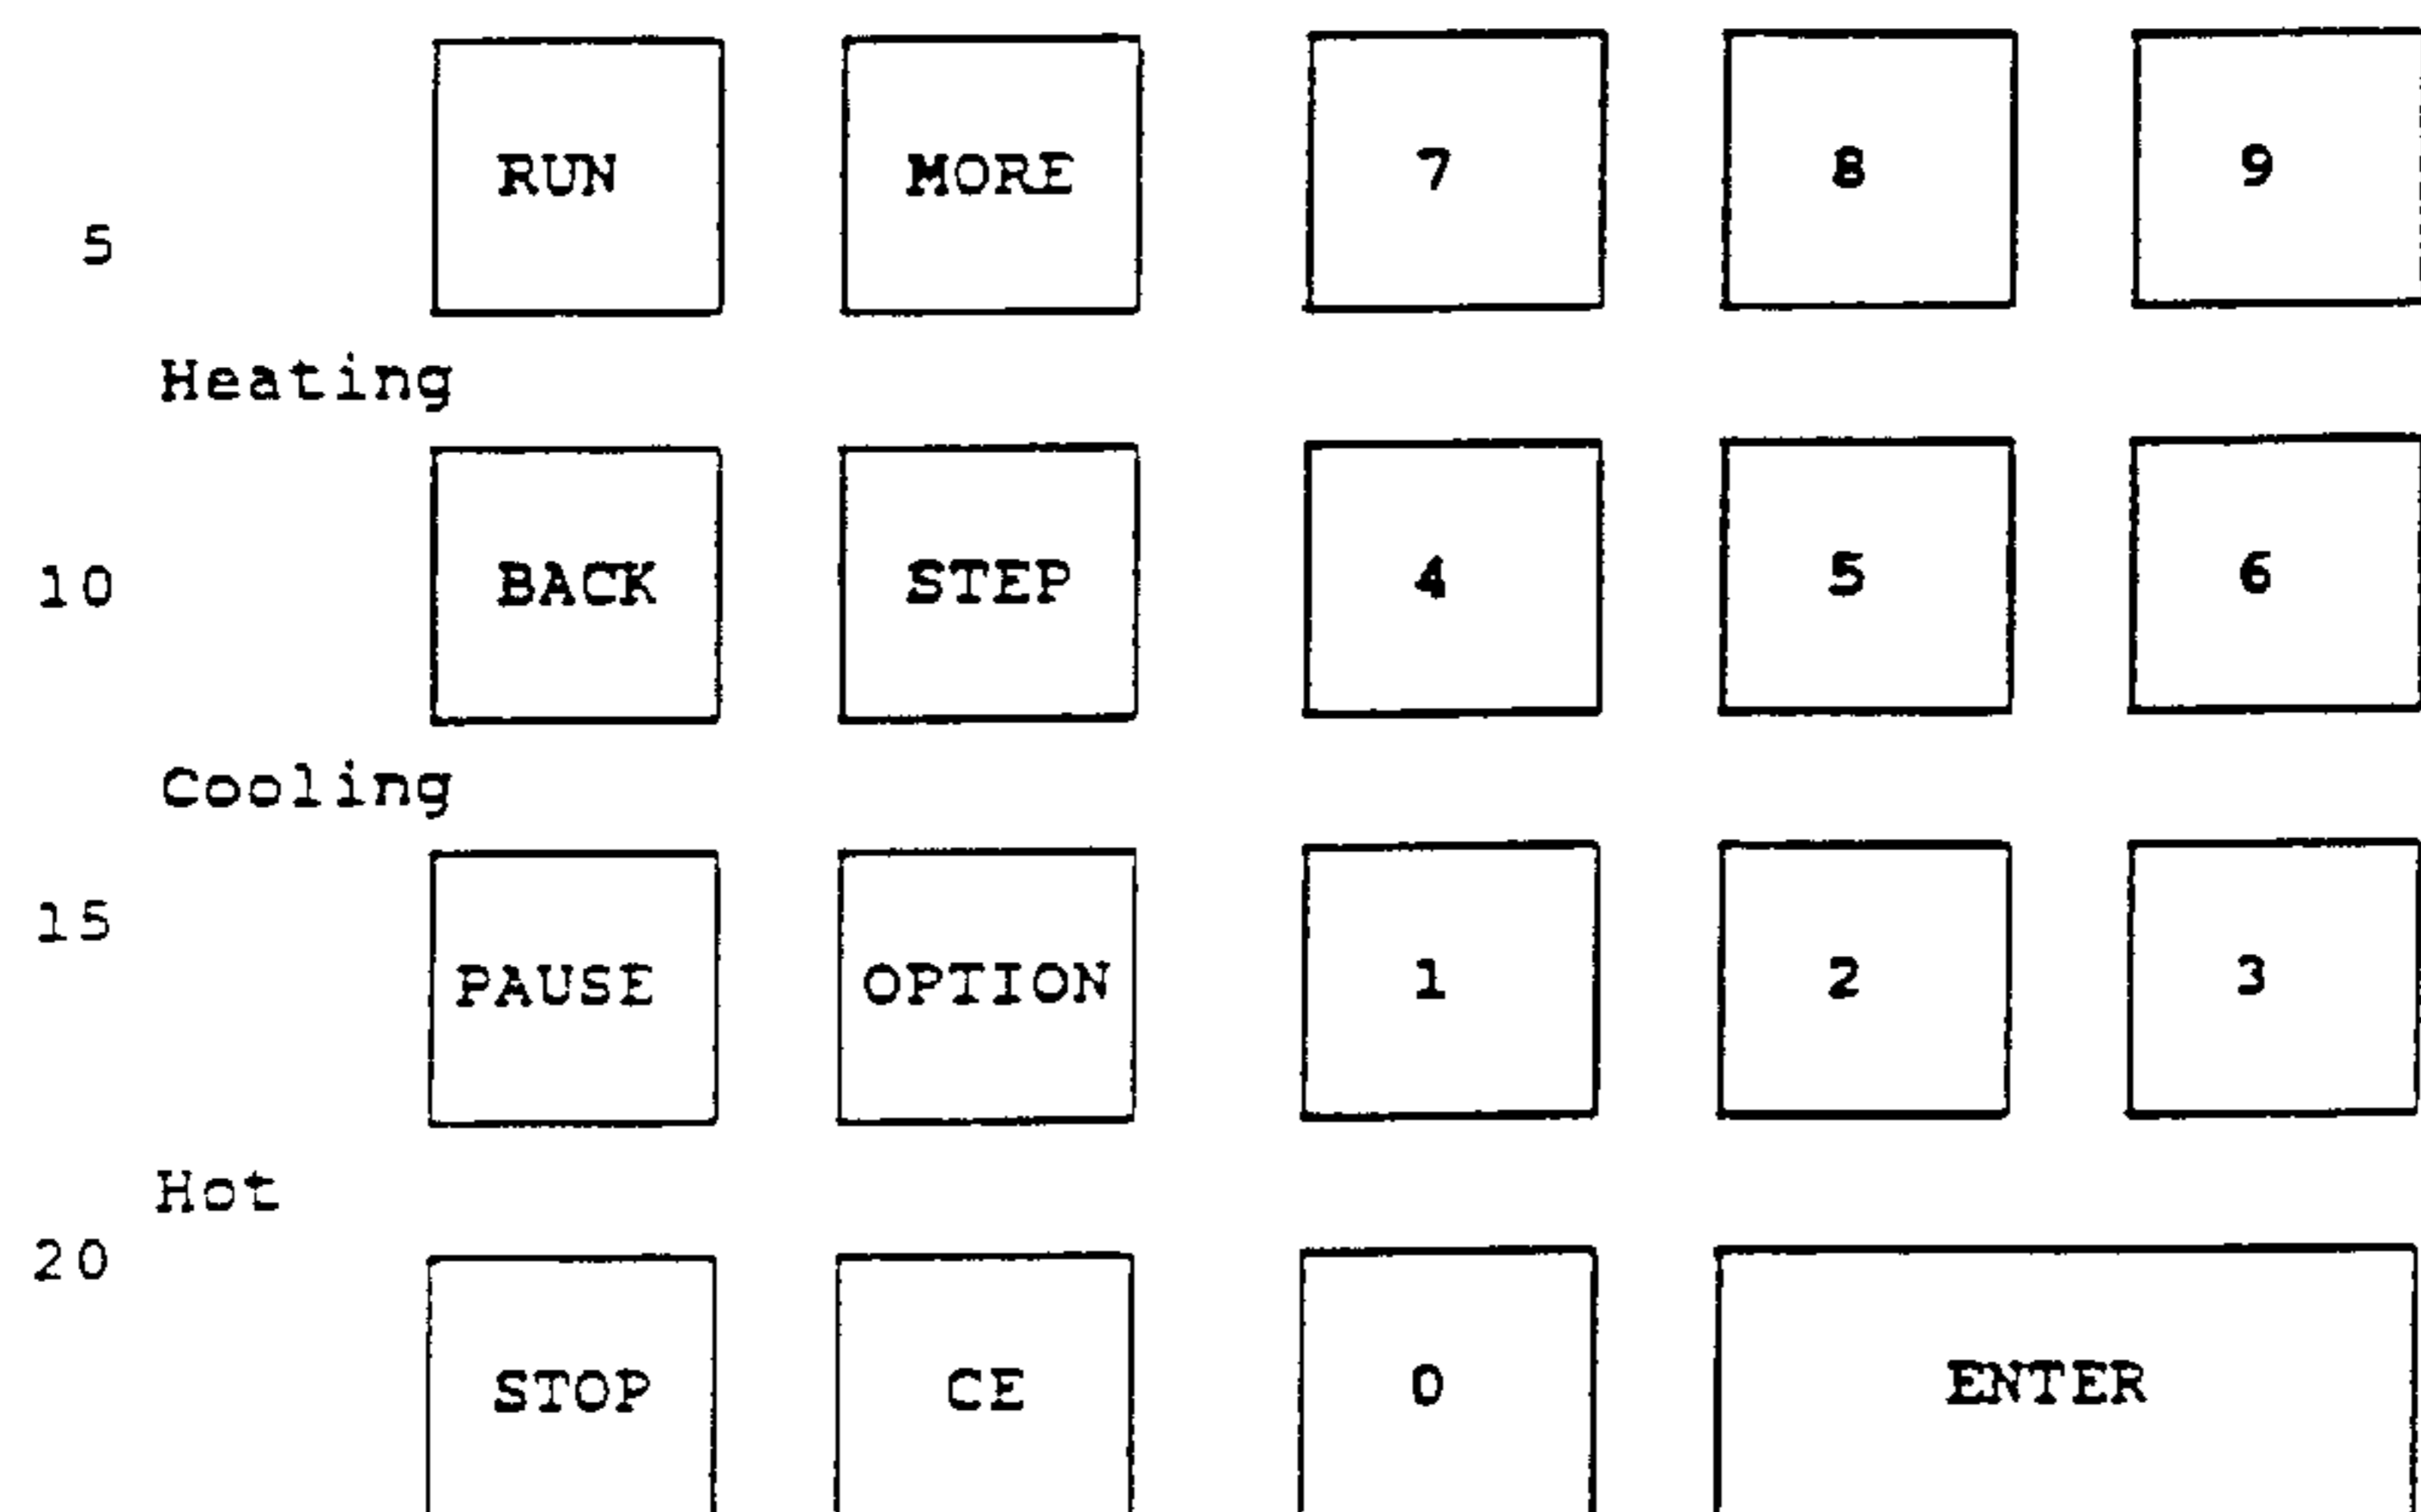 RUN MORE 7 8 9
5
Heating
10 BACK STEP 4 5 6
Cooling
15
PAUSE OPTION 1 2 3
Hot
20
STOP CE 0 ENTER